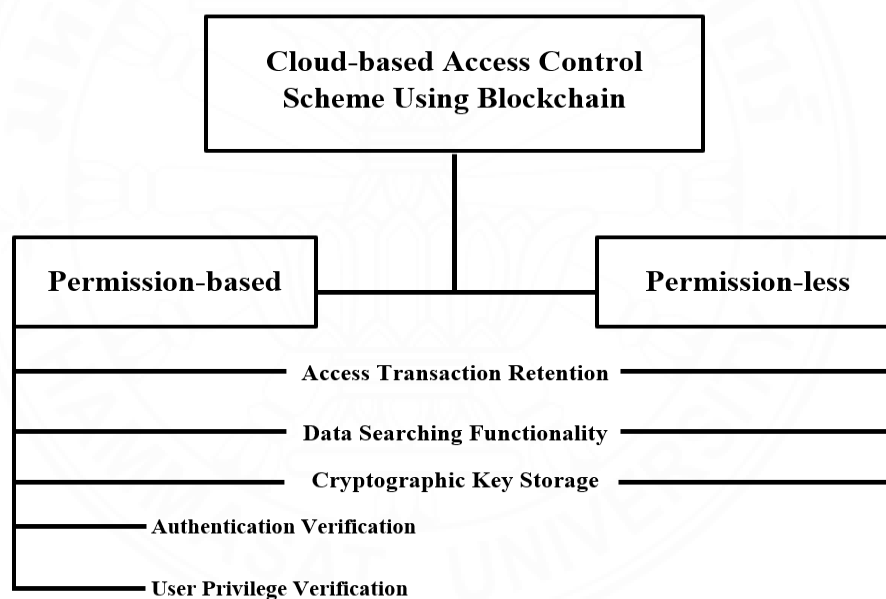 Cloud-based Access Control
Scheme Using Blockchain
Permission-based
Permission-less
Access Transaction Retention
Data Searching Functionality
Cryptographic Key Storage
Authentication Verification
User Privilege Verification